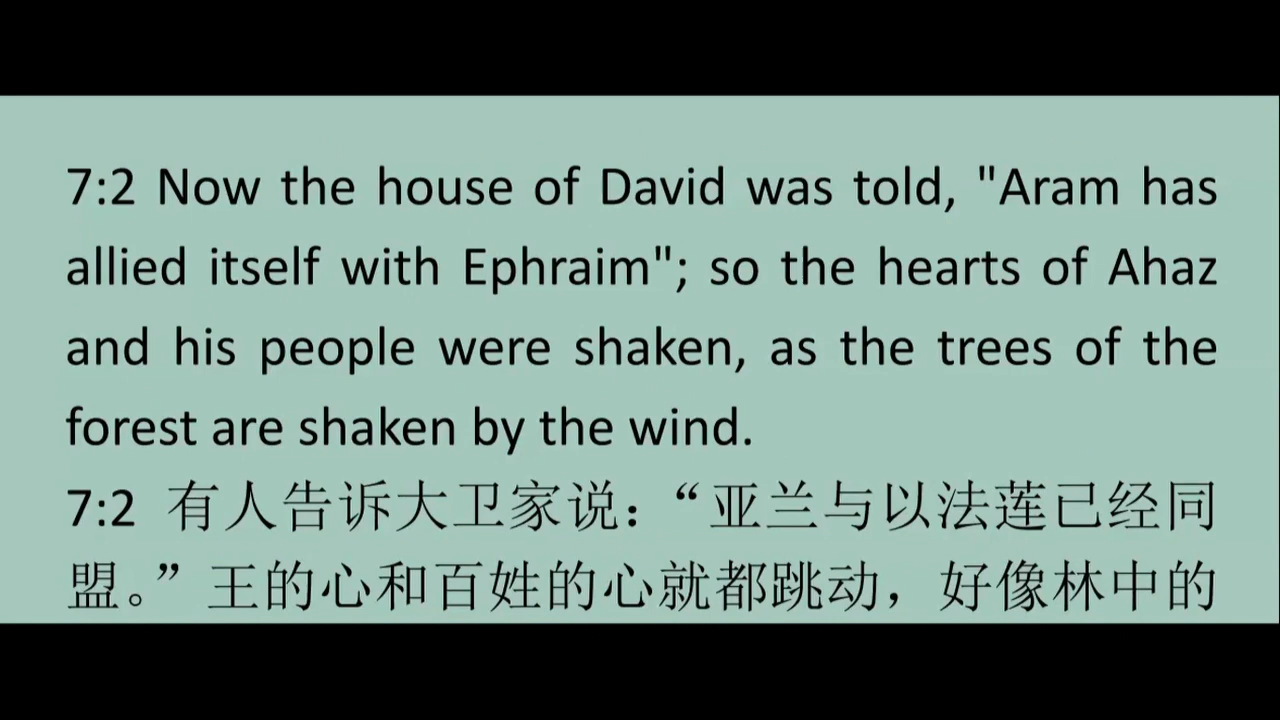 7:2 Now the house of David was told, "Aram has
allied itself with Ephraim"; so the hearts of Ahaz
and his people were shaken, as the trees of the
forest are shaken by the wind.
7:2 有人告诉大卫家说：“亚兰与以法莲已经同
盟。”王的心和百姓的心就都跳动，好像林中的